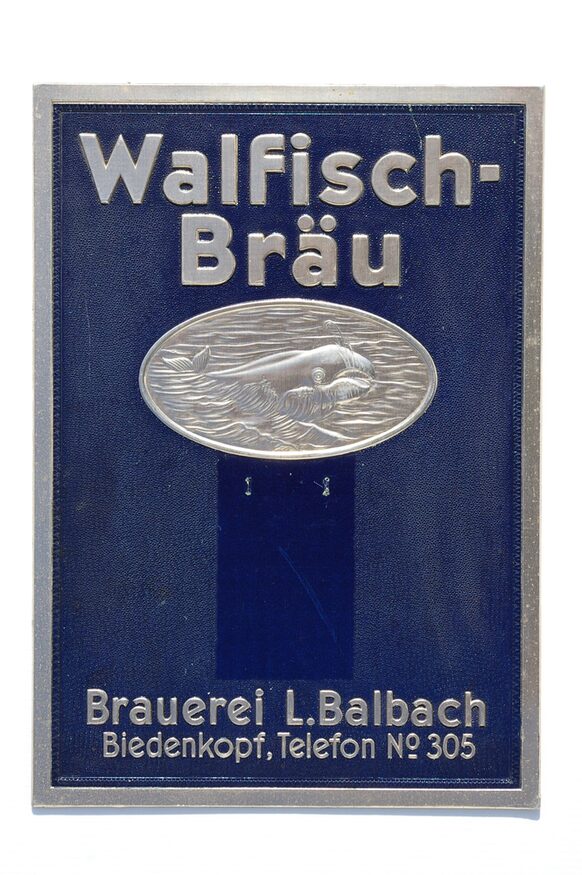 Walfisch-
Bräu
Brauerei L. Balbach
Biedenkopf, Telefon Nº 305